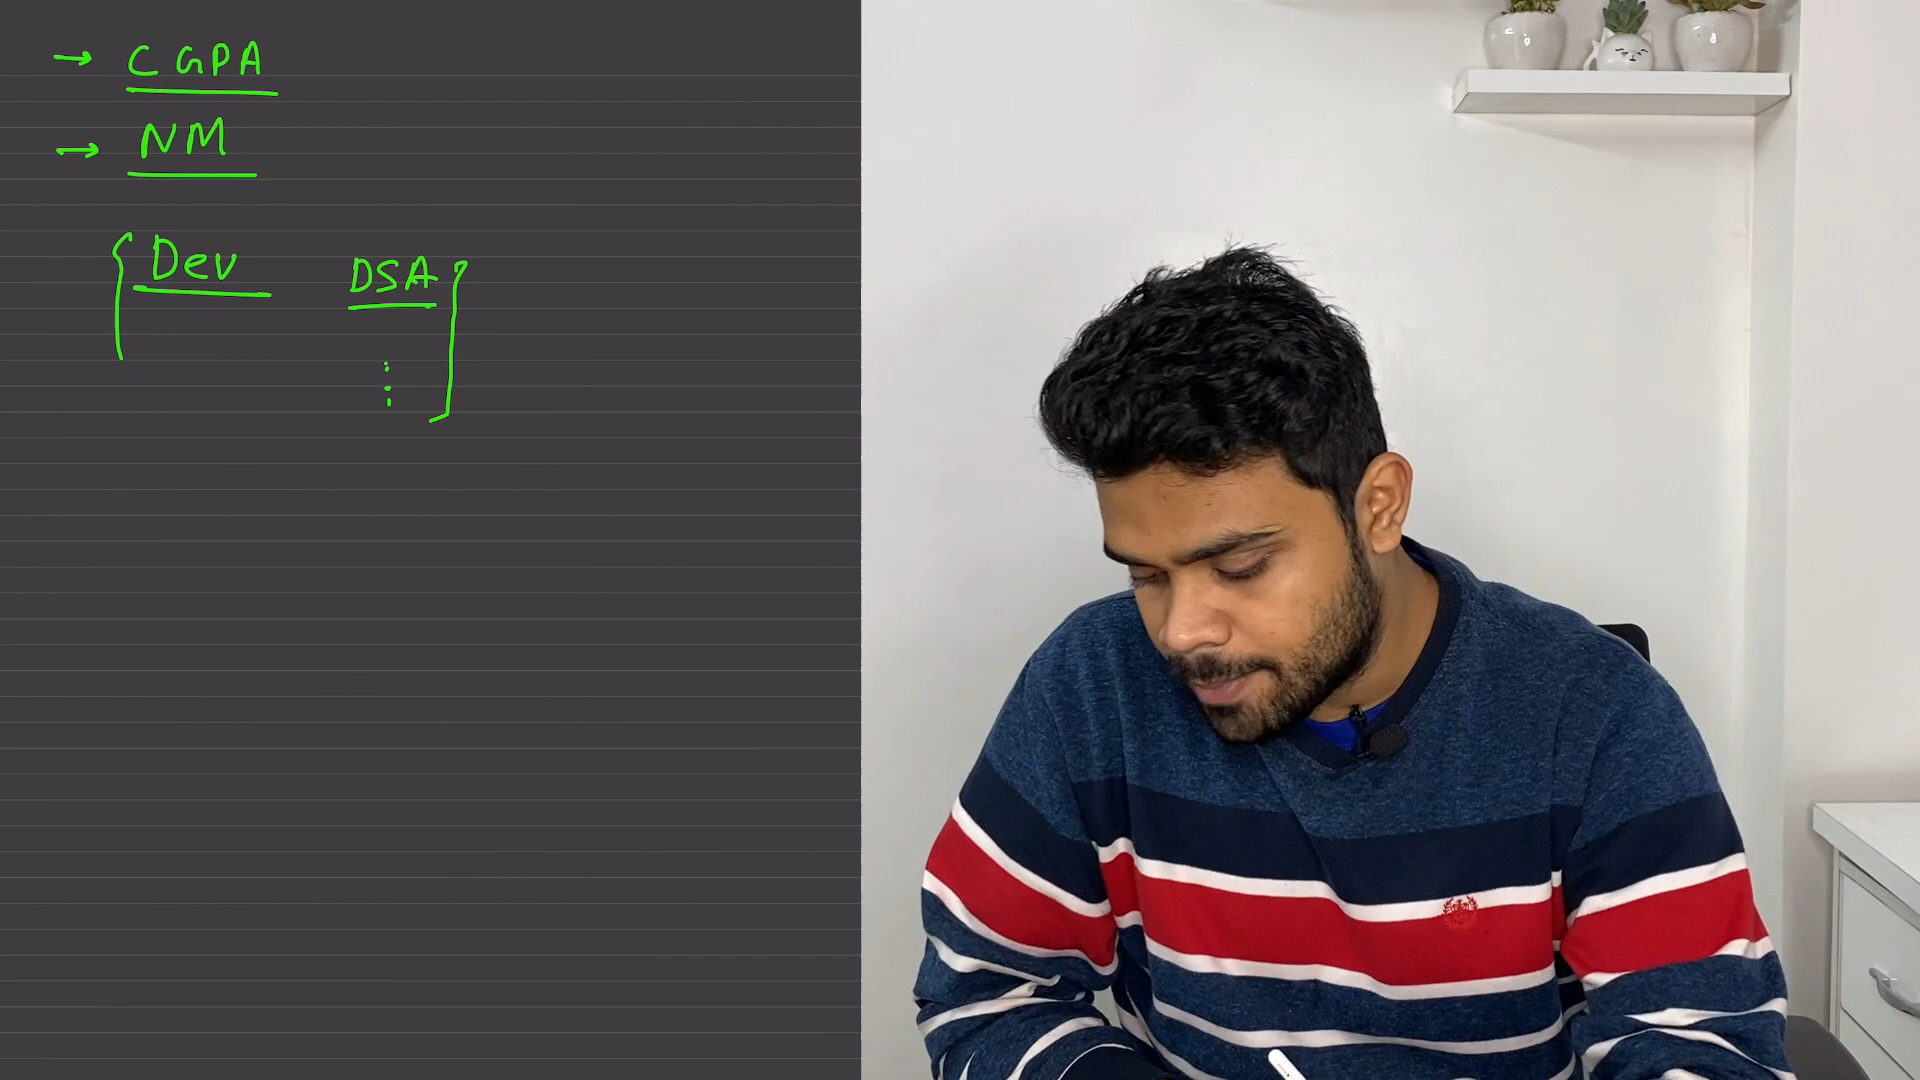 → CGPA
→ NM
Dev DSA